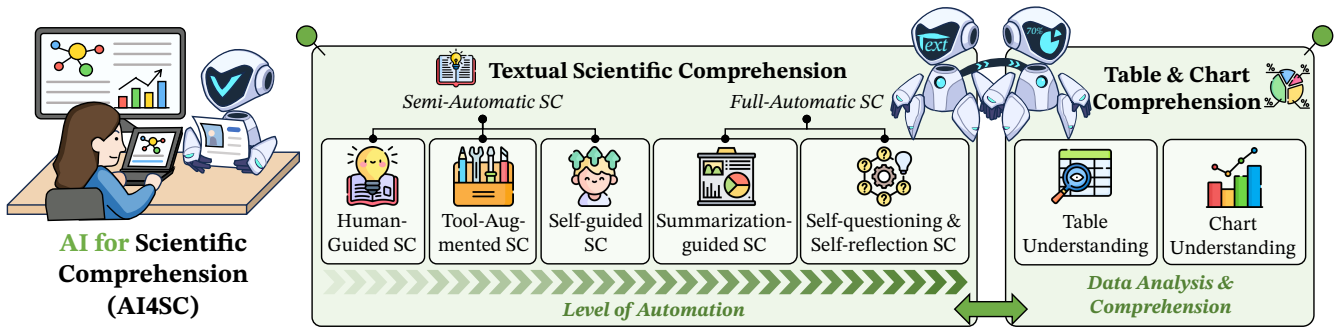 AI for Scientific
Comprehension
(AI4SC)
Textual Scientific Comprehension
Semi-Automatic SC
Full-Automatic SC
Human-
Guided SC
Tool-Aug-
mented SC
Self-guided
SC
Summarization-
guided SC
Self-questioning &
Self-reflection SC
Level of Automation
Text
70%
Table & Chart
Comprehension
%
%
%
%
Table
Understanding
Chart
Understanding
Data Analysis &
Comprehension